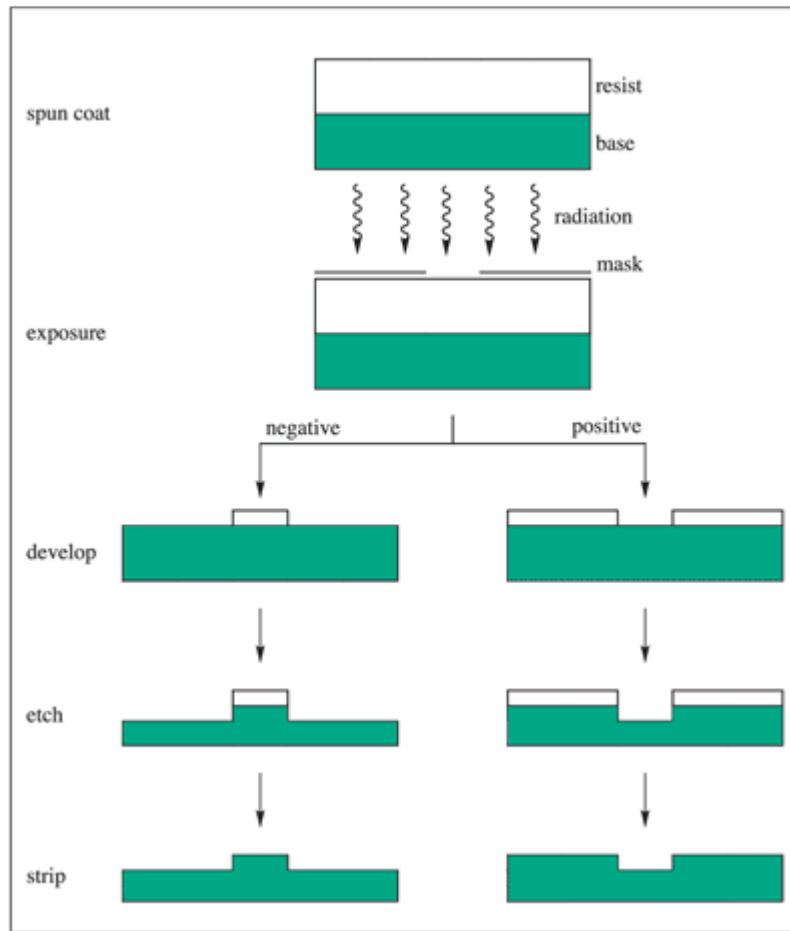 resist
spun coat
base
radiation
mask
exposure
negative
positive
develop
etch
strip